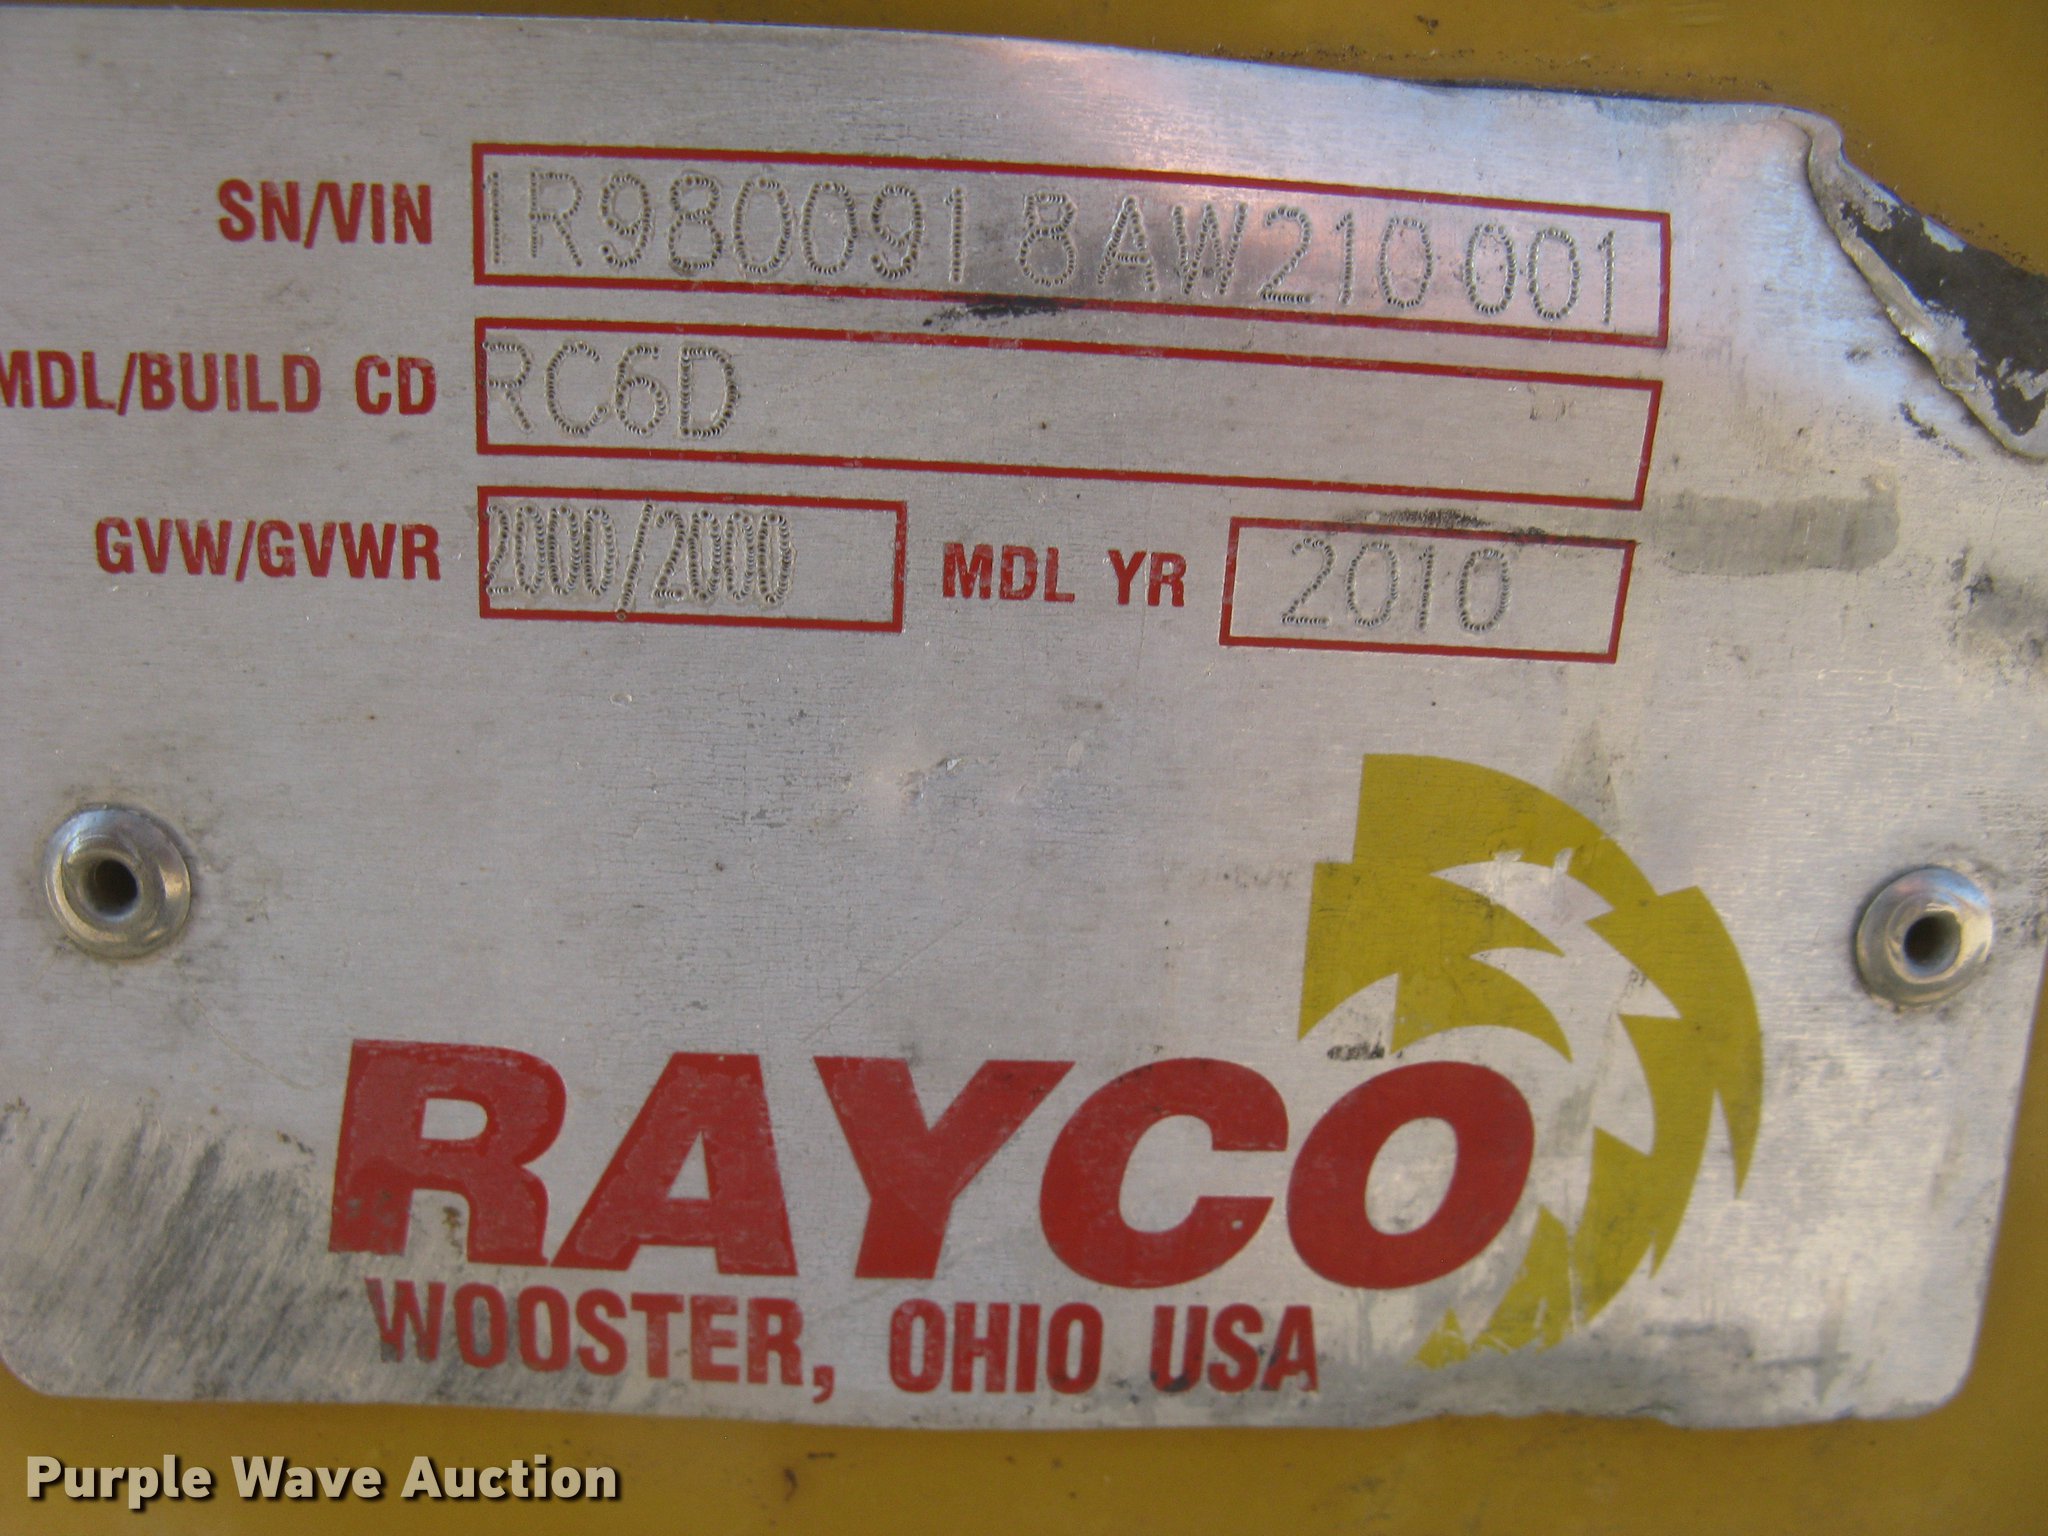 SN/VIN 1R9800918AW210001
MDL/BUILD CD RC6D
GVW/GVWR 2000/2000 MDL YR 2010
RAYCO
WOOSTER, OHIO USA
Purple Wave Auction